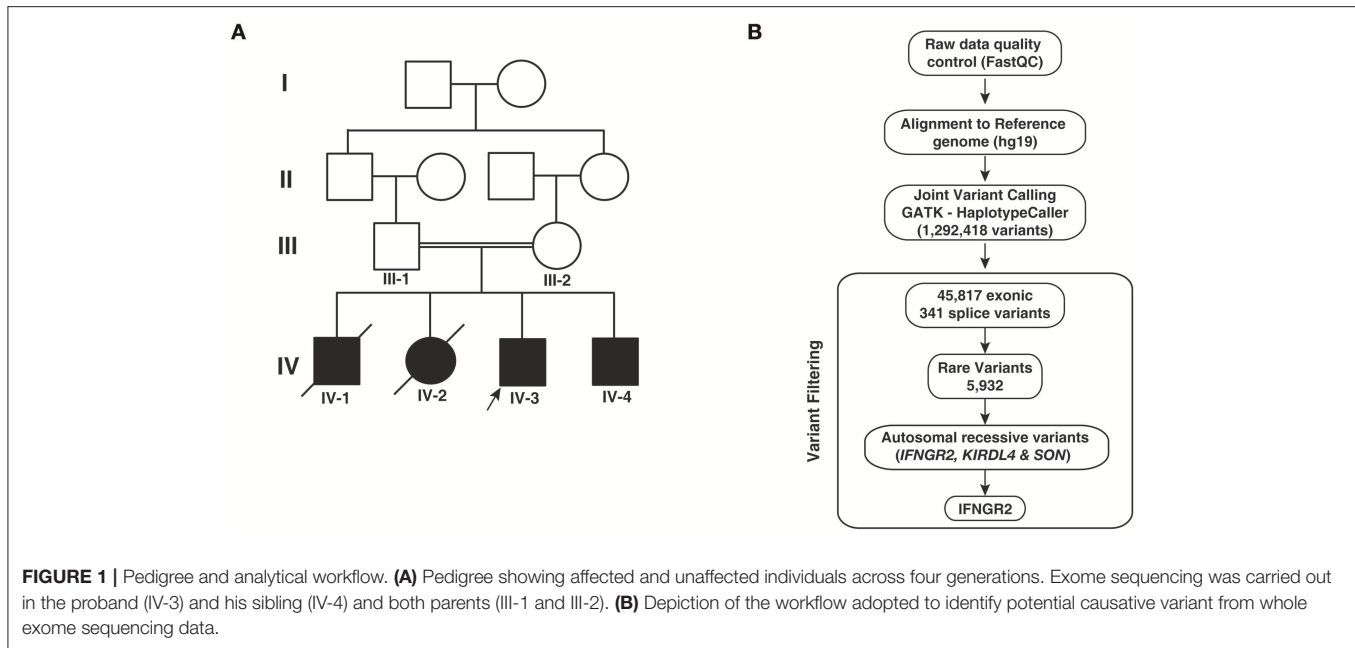 A
I
II
III
III-1
III-2
IV
IV-1
IV-2
IV-3
IV-4
B
Raw data quality
control (FastQC)
Alignment to Reference
genome (hg19)
Joint Variant Calling
GATK - HaplotypeCaller
(1,292,418 variants)
Variant Filtering
45,817 exonic
341 splice variants
Rare Variants
5,932
Autosomal recessive variants
(IFNGR2, KIRDL4 & SON)
IFNGR2
FIGURE 1 | Pedigree and analytical workflow. (A) Pedigree showing affected and unaffected individuals across four generations. Exome sequencing was carried out
in the proband (IV-3) and his sibling (IV-4) and both parents (III-1 and III-2). (B) Depiction of the workflow adopted to identify potential causative variant from whole
exome sequencing data.